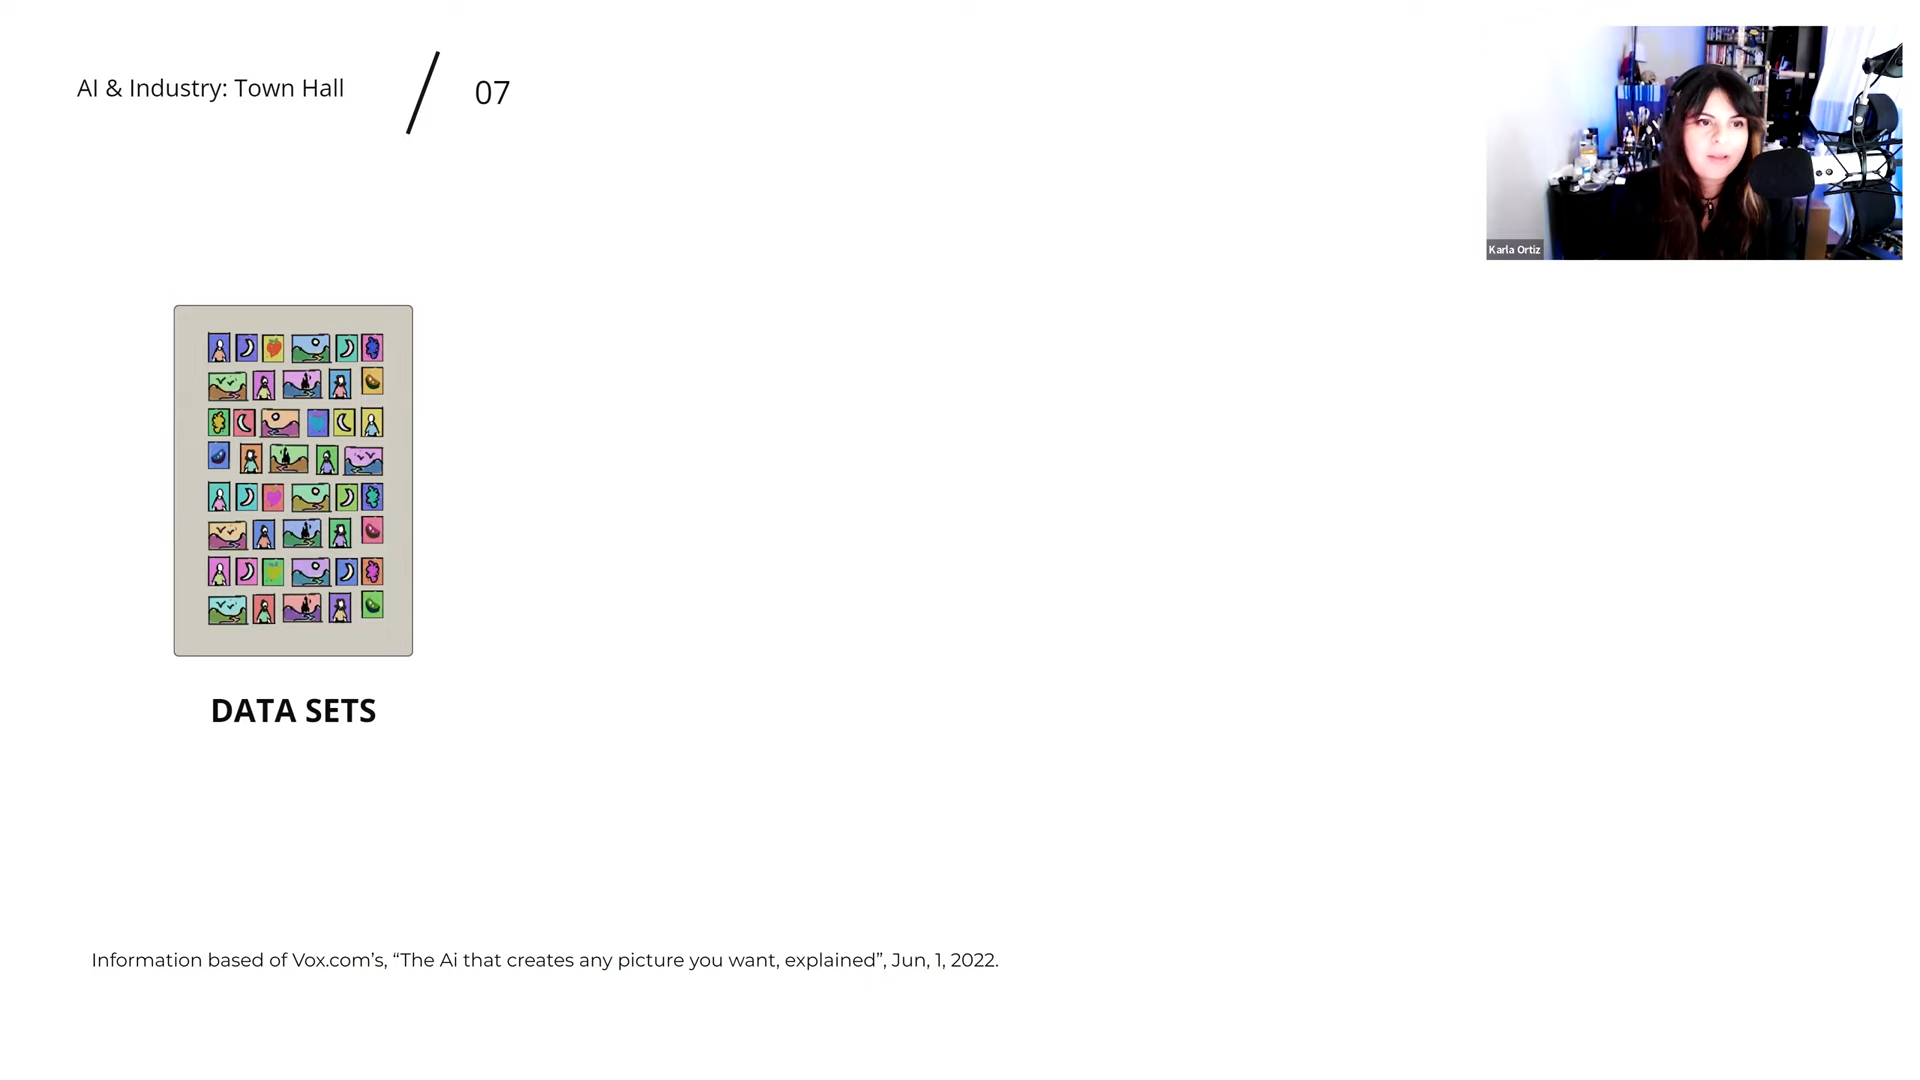 AI & Industry: Town Hall
07
Karla Ortiz
DATA SETS
Information based of Vox.com’s, “The Ai that creates any picture you want, explained”, Jun, 1, 2022.